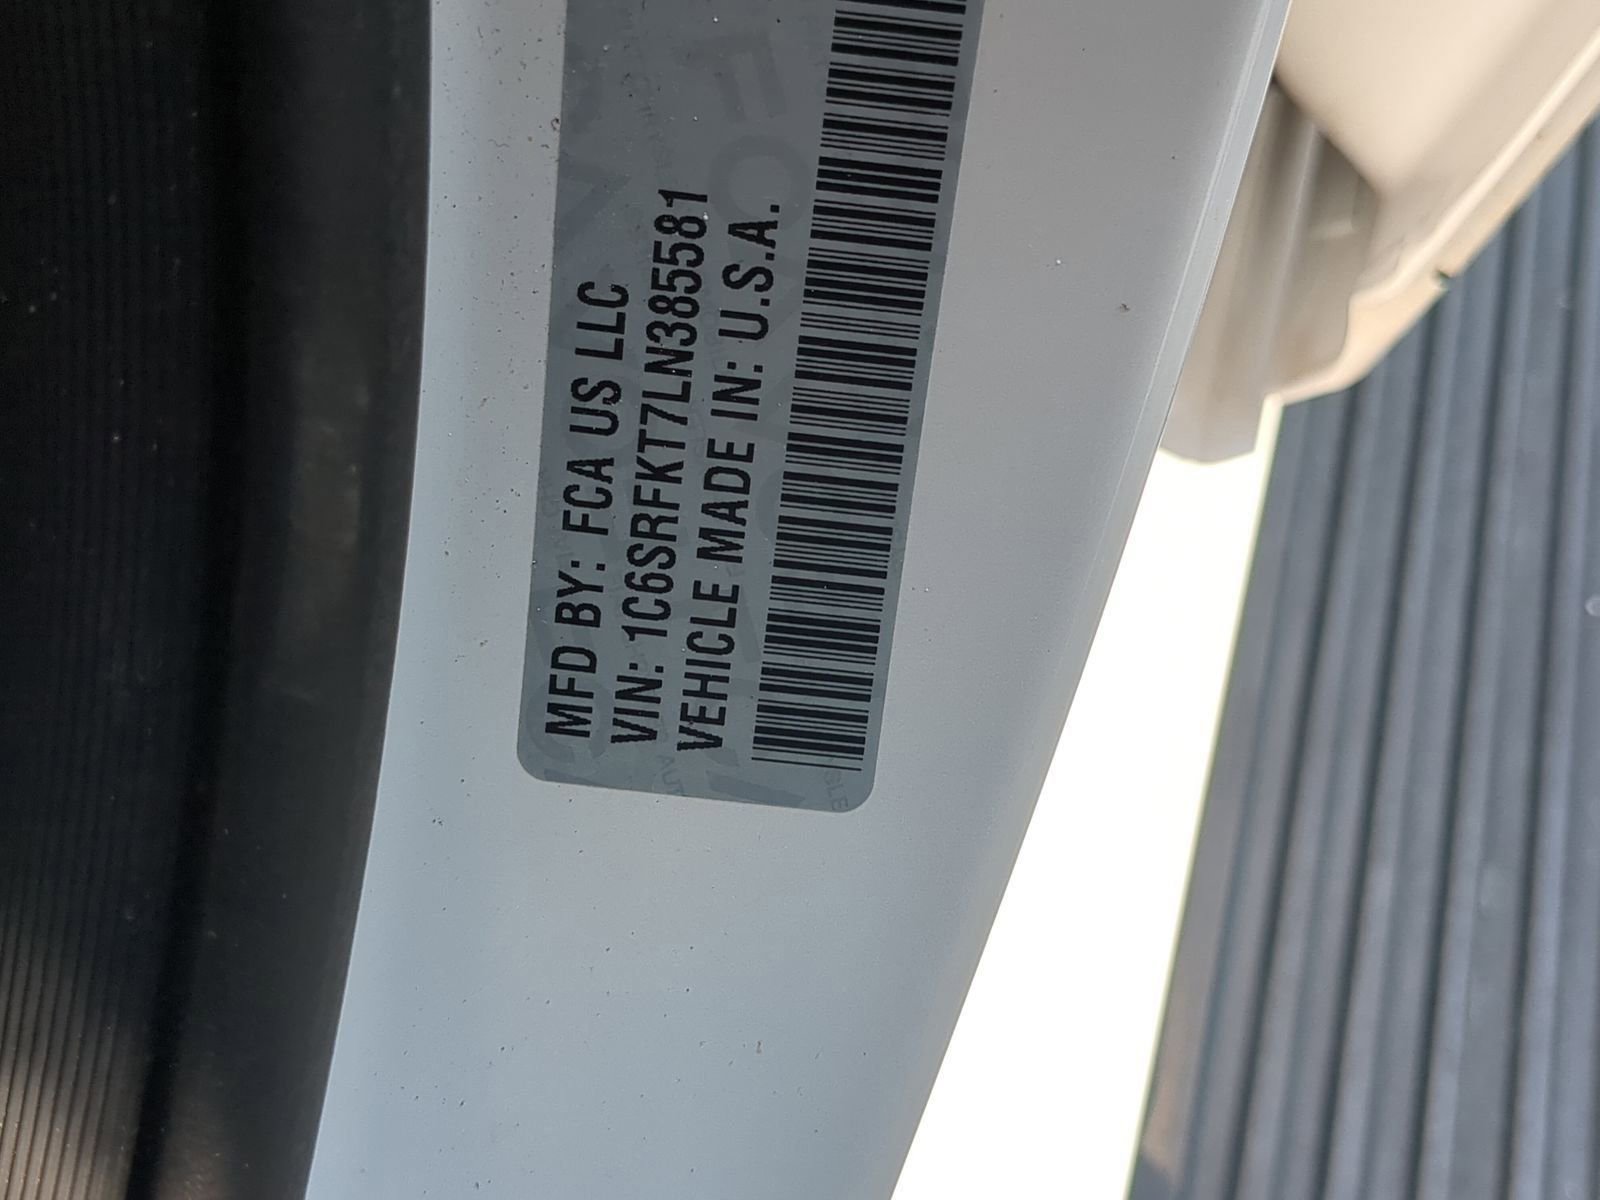 MFD BY: FCA US LLC
VIN: 1C6SRFKT7LN385581
VEHICLE MADE IN: U.S.A.